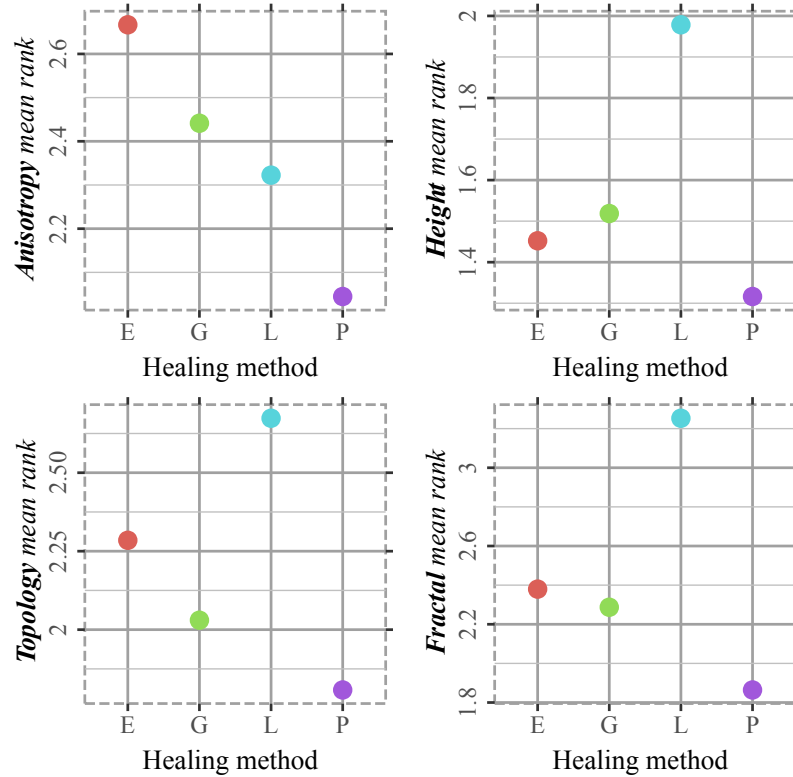 Anisotropy mean rank
2.6
2.4
2.2
E G L P
Healing method
Height mean rank
2
1.8
1.6
1.4
E G L P
Healing method
Topology mean rank
2.50
2.25
2
E G L P
Healing method
Fractal mean rank
3
2.6
2.2
1.8
E G L P
Healing method